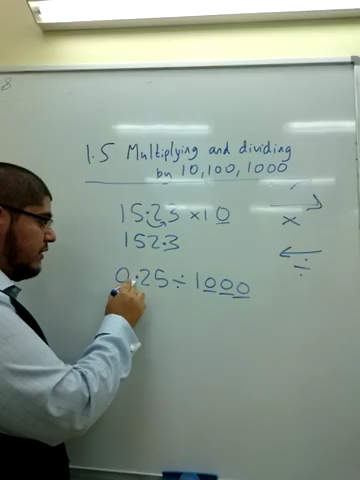 1.5 Multiplying and dividing
by 10, 100, 1000
15.23 × 10
152.3
×
0.25 ÷ 1000
÷